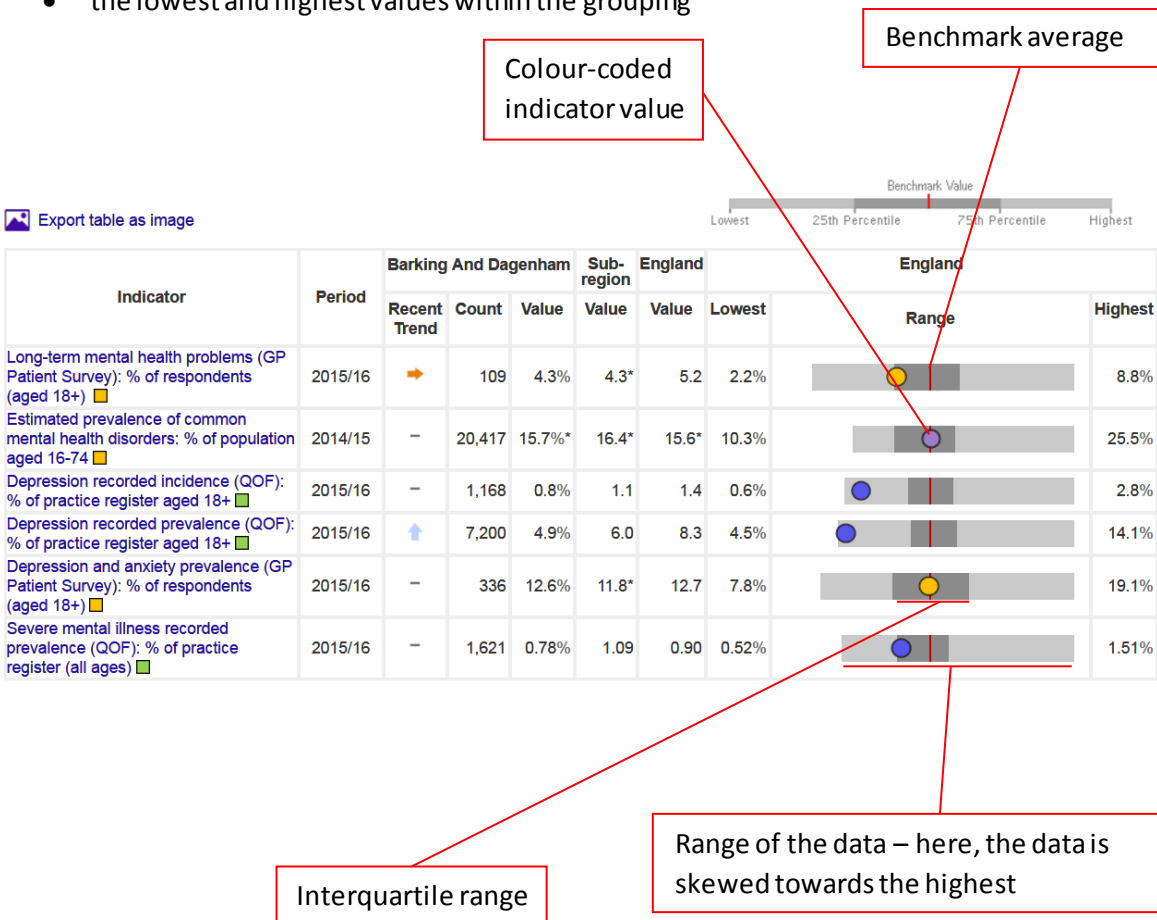 • the lowest and highest values within the grouping
Benchmark average
Colour-coded
indicator value
Benchmark Value
Export table as image
Lowest 25th Percentile 75th Percentile Highest
Indicator Period Barking And Dagenham Sub-region England England
Recent Trend Count Value Value Value Lowest Range Highest
Long-term mental health problems (GP
Patient Survey): % of respondents
(aged 18+)
2015/16 109 4.3% 4.3* 5.2 2.2% 8.8%
Estimated prevalence of common
mental health disorders: % of population
aged 16-74
2014/15 – 20,417 15.7%* 16.4* 15.6* 10.3% 25.5%
Depression recorded incidence (QOF):
% of practice register aged 18+
2015/16 – 1,168 0.8% 1.1 1.4 0.6% 2.8%
Depression recorded prevalence (QOF):
% of practice register aged 18+
2015/16 7,200 4.9% 6.0 8.3 4.5% 14.1%
Depression and anxiety prevalence (GP
Patient Survey): % of respondents
(aged 18+)
2015/16 – 336 12.6% 11.8* 12.7 7.8% 19.1%
Severe mental illness recorded
prevalence (QOF): % of practice
register (all ages)
2015/16 – 1,621 0.78% 1.09 0.90 0.52% 1.51%
Range of the data – here, the data is
skewed towards the highest
Interquartile range